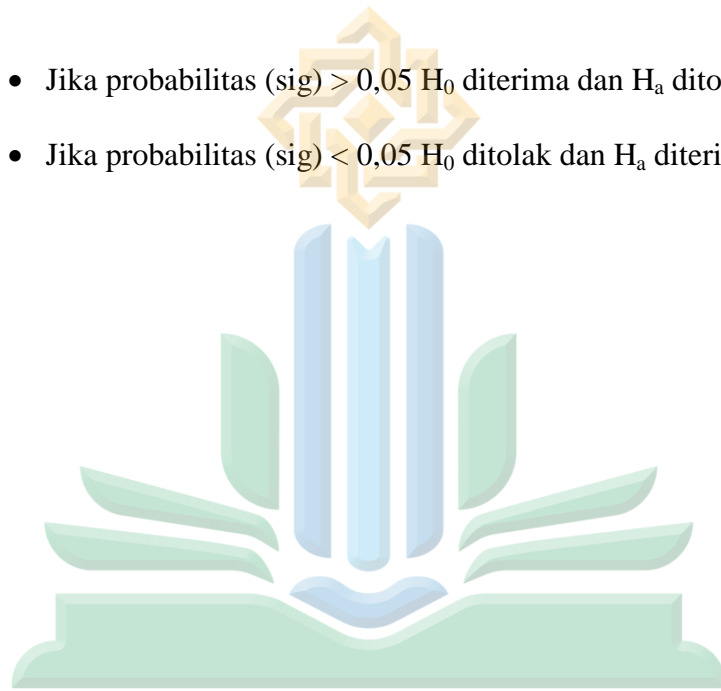 • Jika probabilitas (sig) > 0,05 H₀ diterima dan Hₐ dito
• Jika probabilitas (sig) < 0,05 H₀ ditolak dan Hₐ diteri